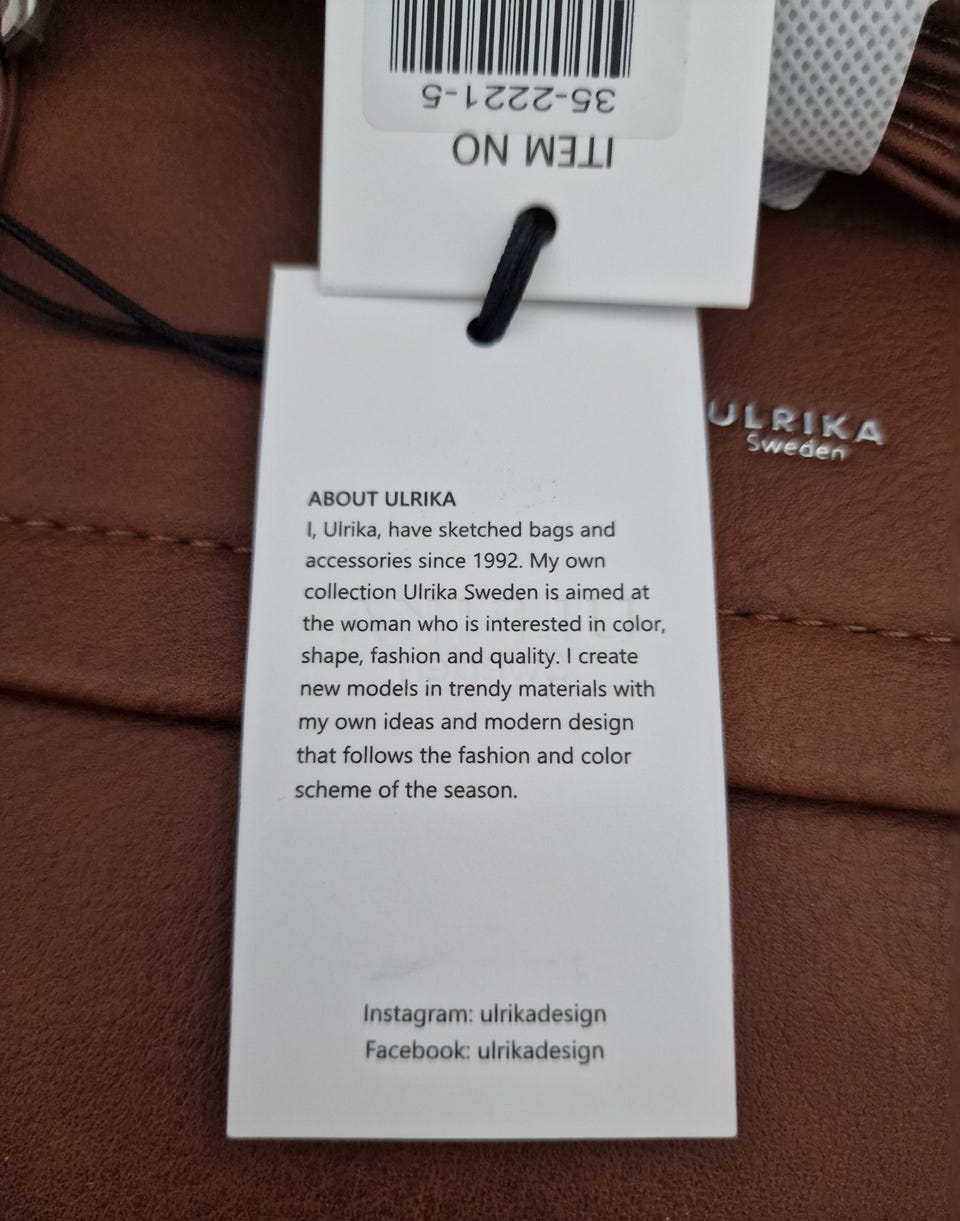 35-2221-5
ITEM NO
ULRIKA
Sweden
ABOUT ULRIKA
I, Ulrika, have sketched bags and
accessories since 1992. My own
collection Ulrika Sweden is aimed at
the woman who is interested in color,
shape, fashion and quality. I create
new models in trendy materials with
my own ideas and modern design
that follows the fashion and color
scheme of the season.
Instagram: ulrikadesign
Facebook: ulrikadesign